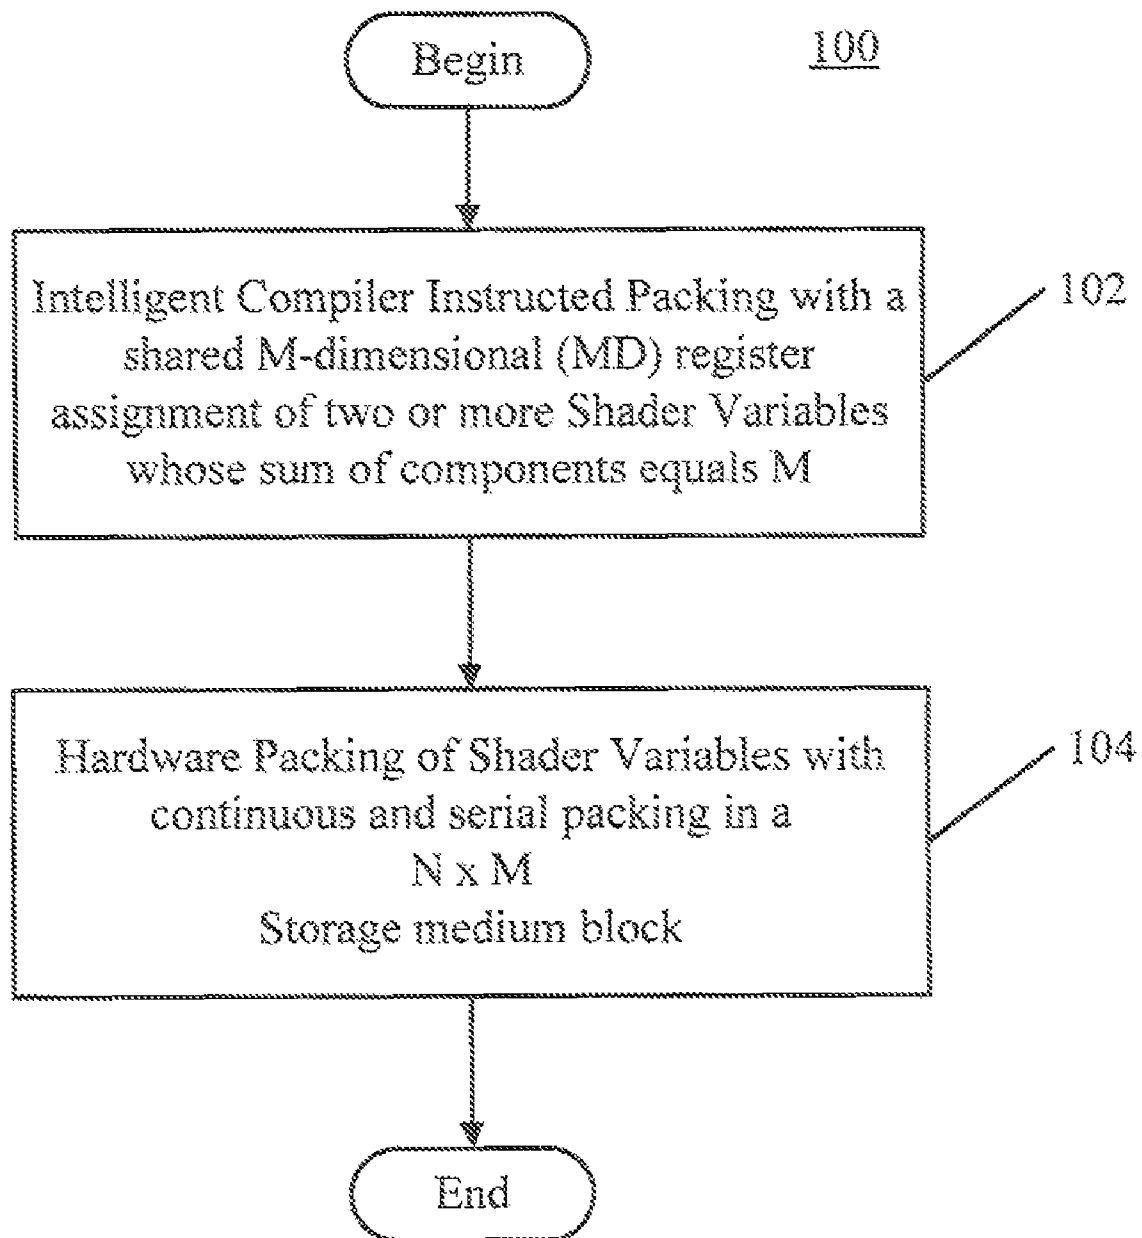 Begin
100
Intelligent Compiler Instructed Packing with a
shared M-dimensional (MD) register
assignment of two or more Shader Variables
whose sum of components equals M
102
Hardware Packing of Shader Variables with
continuous and serial packing in a
N x M
Storage medium block
104
End